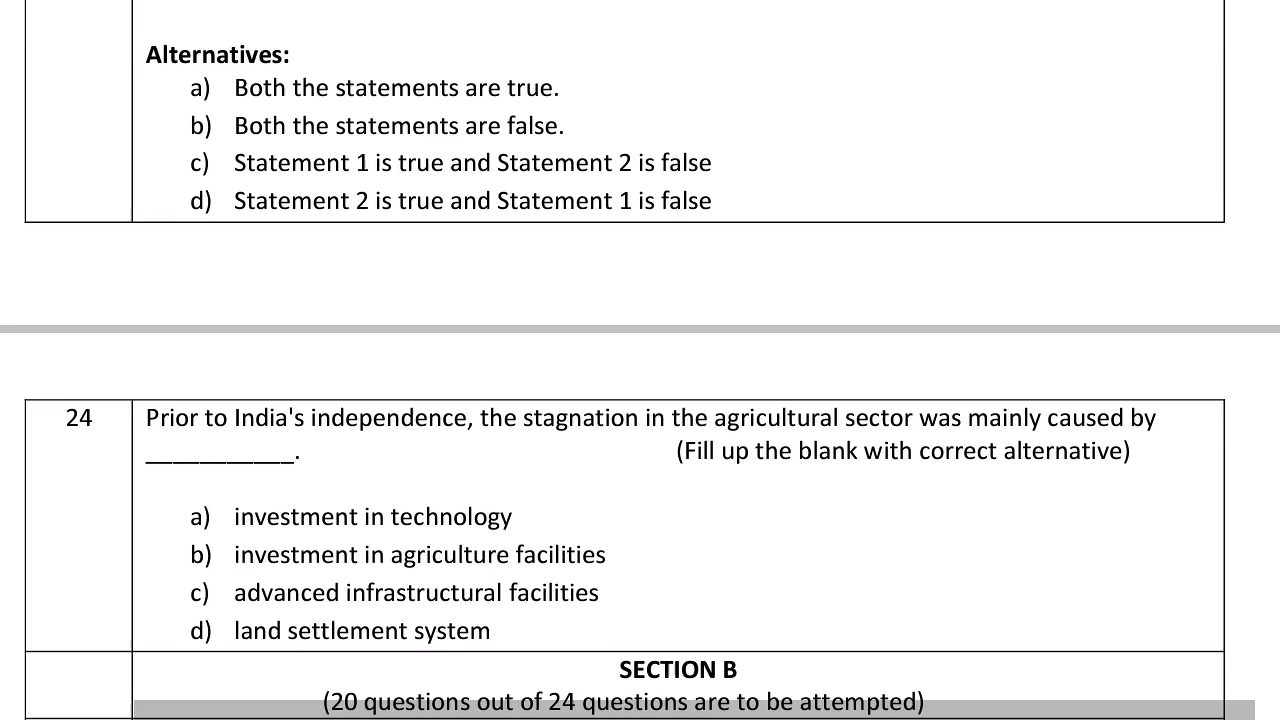 Alternatives:
a) Both the statements are true.
b) Both the statements are false.
c) Statement 1 is true and Statement 2 is false
d) Statement 2 is true and Statement 1 is false
24 Prior to India's independence, the stagnation in the agricultural sector was mainly caused by
___________. (Fill up the blank with correct alternative)
a) investment in technology
b) investment in agriculture facilities
c) advanced infrastructural facilities
d) land settlement system
SECTION B
(20 questions out of 24 questions are to be attempted)